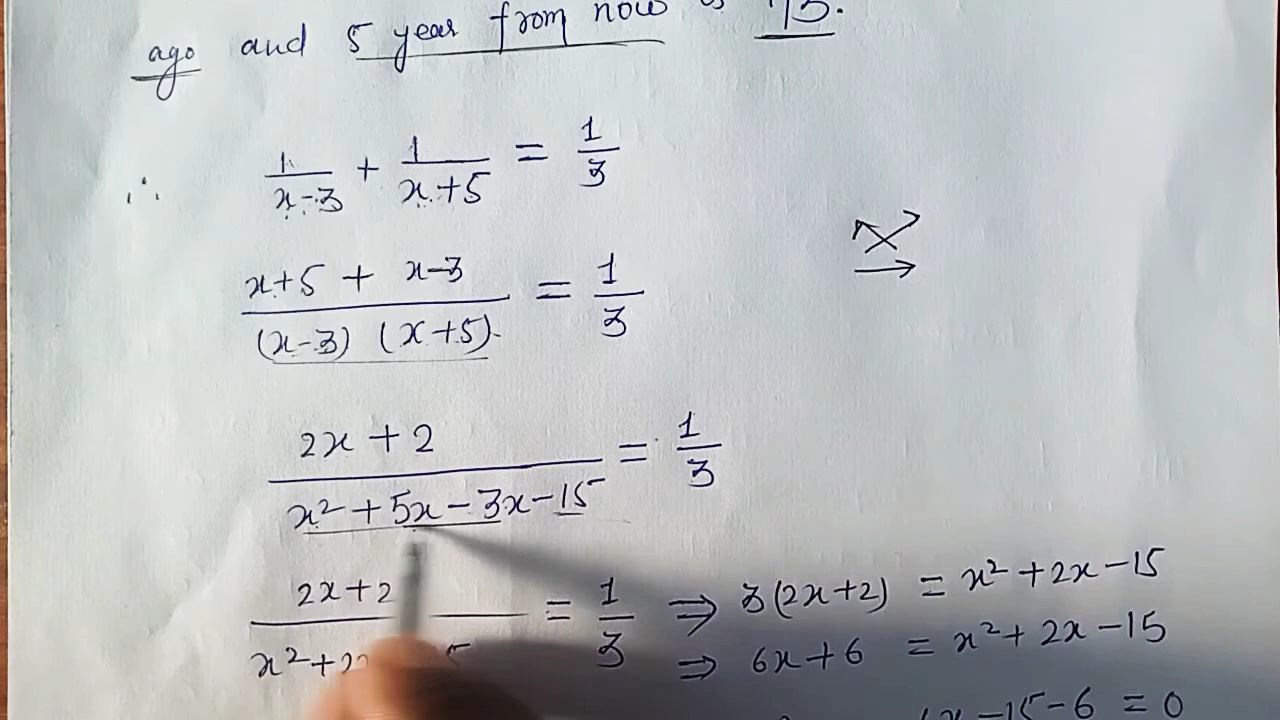 ago and 5 year from now
∴ 1/(x-3) + 1/(x+5) = 1/3
(x+5 + x-3)/((x-3) (x+5)) = 1/3
(2x + 2)/(x² + 5x - 3x - 15) = 1/3
2x+2 = 1/3 ⇒ 3(2x+2) = x² + 2x - 15
x²+2 ⇒ 6x + 6 = x² + 2x - 15
-15-6 = 0